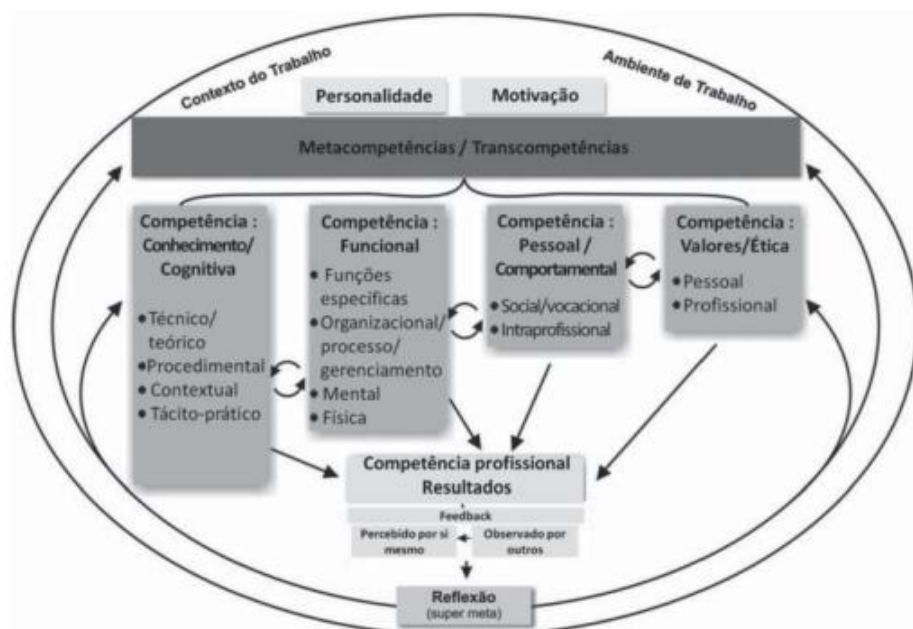 Contexto do Trabalho
Ambiente de Trabalho
Personalidade
Motivação
Metacompetências / Transcompetências
Competência :
Conhecimento/
Cognitiva
• Técnico/
teórico
• Procedimental
• Contextual
• Tácito-prático
Competência :
Funcional
• Funções
específicas
• Organizacional/
processo/
gerenciamento
• Mental
• Física
Competência :
Pessoal /
Comportamental
• Social/vocacional
• Intraprofissional
Competência :
Valores/Ética
• Pessoal
• Profissional
Competência profissional
Resultados
Feedback
Percebido por si
mesmo
Observado por
outros
Reflexão
(super meta)